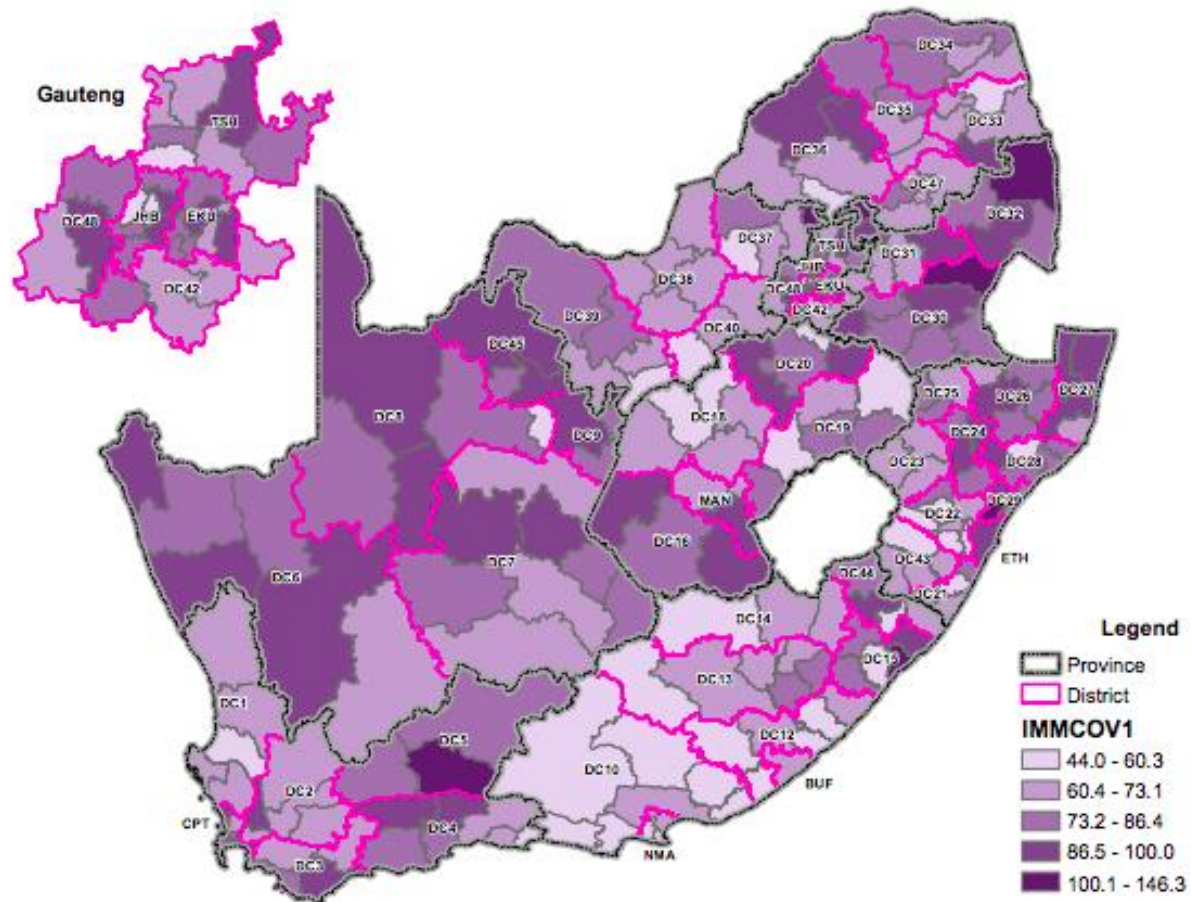 Gauteng
TSH
DC48
JHB
EKU
DC42
DC34
DC35
DC33
DC36
DC47
DC32
DC37
TSH
DC31
DC38
JHB
DC39
DC48
EKU
DC42
DC40
DC30
DC45
DC20
DC8
DC9
DC18
DC19
DC25
DC26
DC27
DC24
DC23
DC28
MAN
DC29
DC22
DC16
DC43
ETH
DC6
DC7
DC44
DC21
DC14
DC15
DC13
DC1
DC5
DC12
DC10
DC2
BUF
CPT
DC4
DC3
NMA
Legend
Province
District
IMMCOV1
44.0 - 60.3
60.4 - 73.1
73.2 - 86.4
86.5 - 100.0
100.1 - 146.3